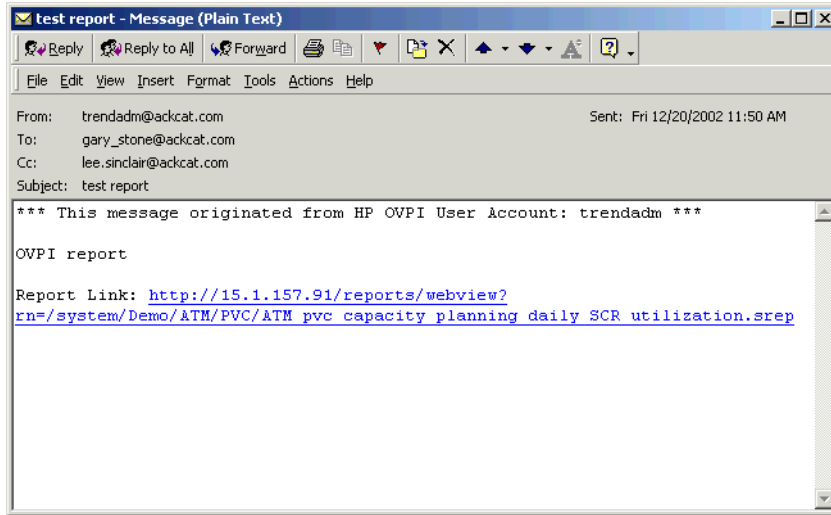 test report - Message (Plain Text)
Reply Reply to All Forward
File Edit View Insert Format Tools Actions Help
From: trendadm@ackcat.com Sent: Fri 12/20/2002 11:50 AM
To: gary_stone@ackcat.com
Cc: lee.sinclair@ackcat.com
Subject: test report
*** This message originated from HP OVPI User Account: trendadm ***
OVPI report
Report Link: http://15.1.157.91/reports/webview?
rn=/system/Demo/ATM/PVC/ATM pvc capacity planning daily SCR utilization.srep